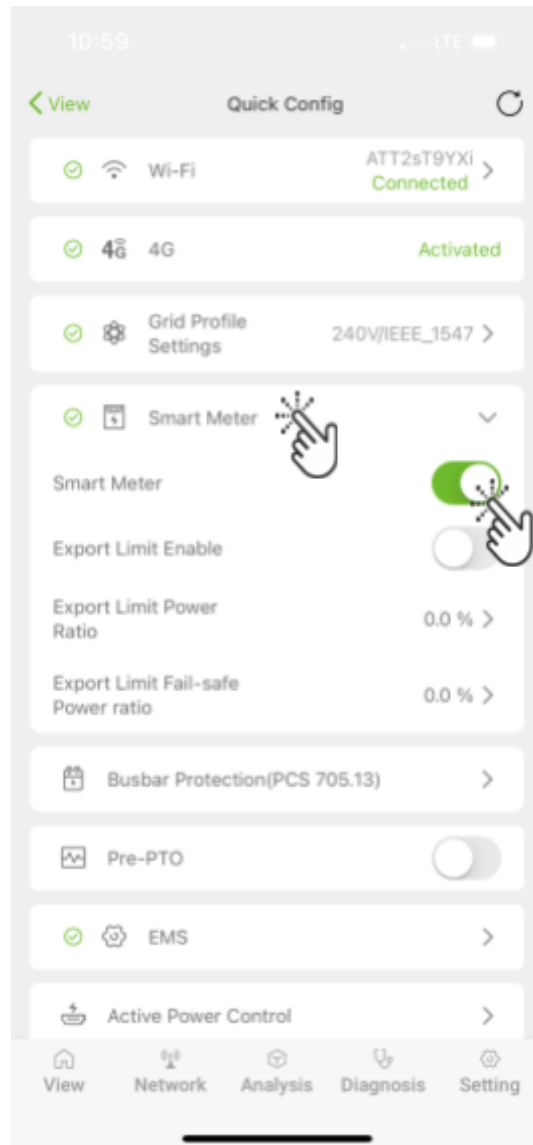 10:59
LTE
View
Quick Config
Wi-Fi
ATT2sT9YXi
Connected
4G
4G
Activated
Grid Profile
Settings
240V/IEEE_1547
Smart Meter
Smart Meter
Export Limit Enable
Export Limit Power
Ratio
0.0 %
Export Limit Fail-safe
Power ratio
0.0 %
Busbar Protection(PCS 705.13)
Pre-PTO
EMS
Active Power Control
View
Network
Analysis
Diagnosis
Setting